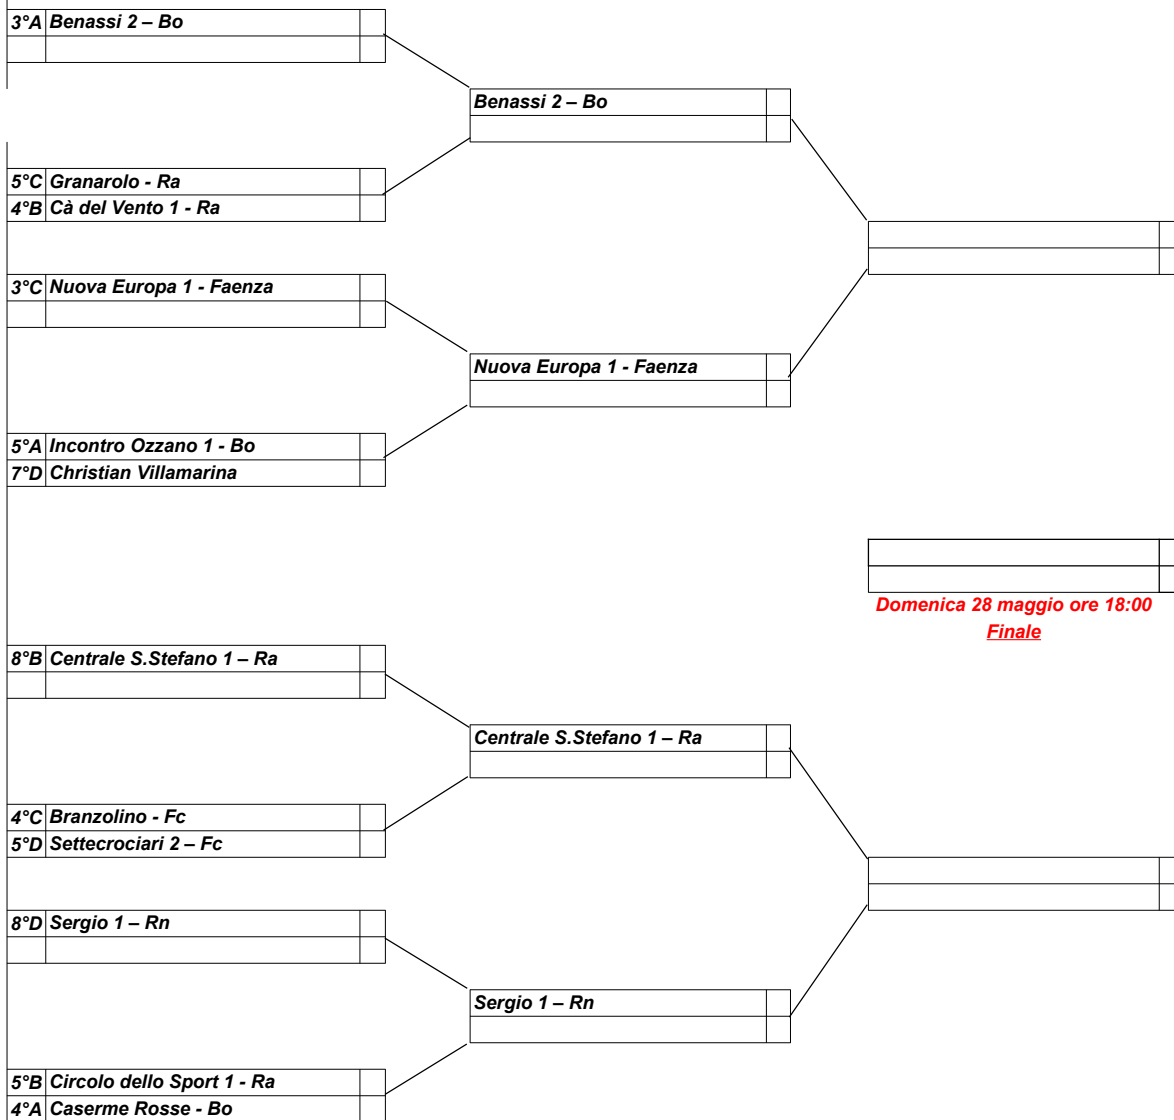 3°A Benassi 2 – Bo
Benassi 2 – Bo
5°C Granarolo - Ra
4°B Cà del Vento 1 - Ra
3°C Nuova Europa 1 - Faenza
Nuova Europa 1 - Faenza
5°A Incontro Ozzano 1 - Bo
7°D Christian Villamarina
Domenica 28 maggio ore 18:00
Finale
8°B Centrale S.Stefano 1 – Ra
Centrale S.Stefano 1 – Ra
4°C Branzolino - Fc
5°D Settecrociari 2 – Fc
8°D Sergio 1 – Rn
Sergio 1 – Rn
5°B Circolo dello Sport 1 - Ra
4°A Caserme Rosse - Bo